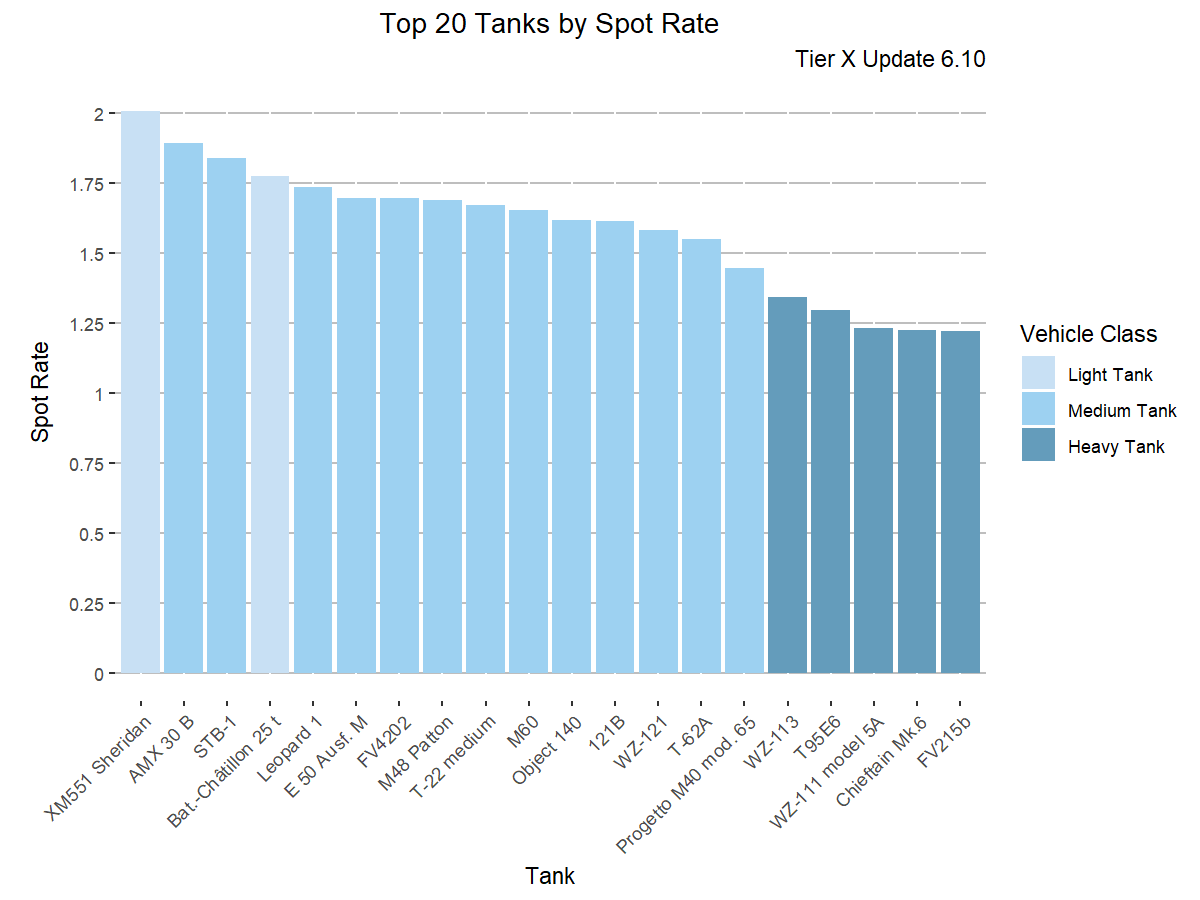 Top 20 Tanks by Spot Rate
Tier X Update 6.10
Spot Rate
2
1.75
1.5
1.25
1
0.75
0.5
0.25
0
XM551 Sheridan
AMX 30 B
STB-1
Bat.-Châtillon 25 t
Leopard 1
E 50 Ausf. M
FV4202
M48 Patton
T-22 medium
M60
Object 140
121B
WZ-121
T-62A
Progetto M40 mod. 65
WZ-113
T95E6
WZ-111 model 5A
Chieftain Mk.6
FV215b
Tank
Vehicle Class
Light Tank
Medium Tank
Heavy Tank